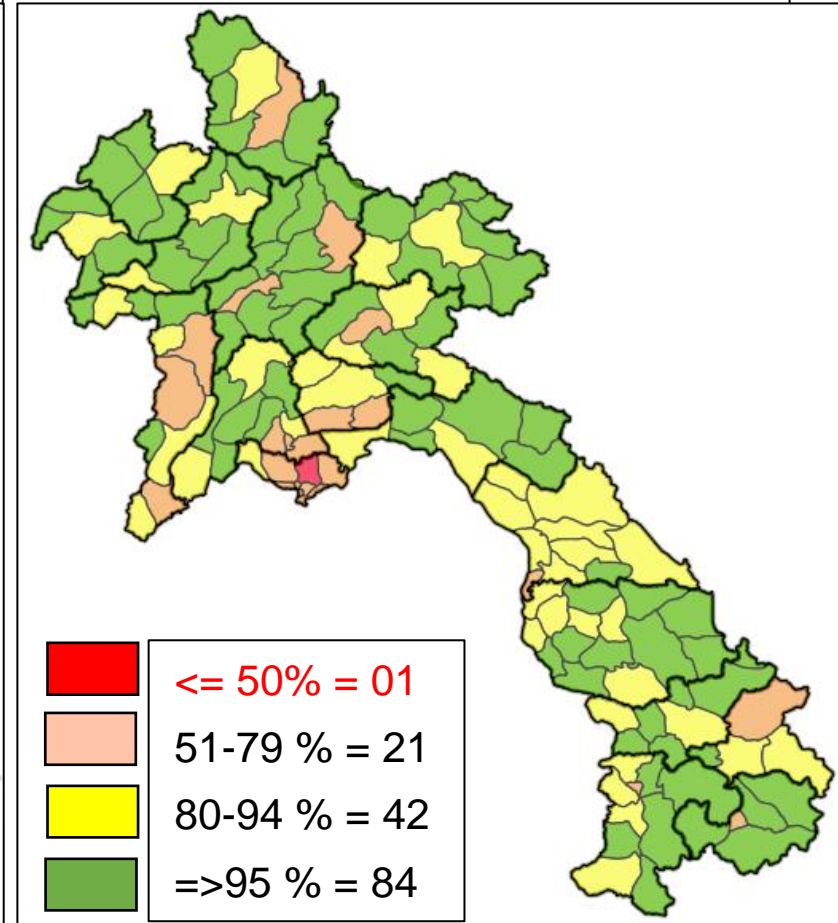 <= 50% = 01
51-79 % = 21
80-94 % = 42
=>95 % = 84